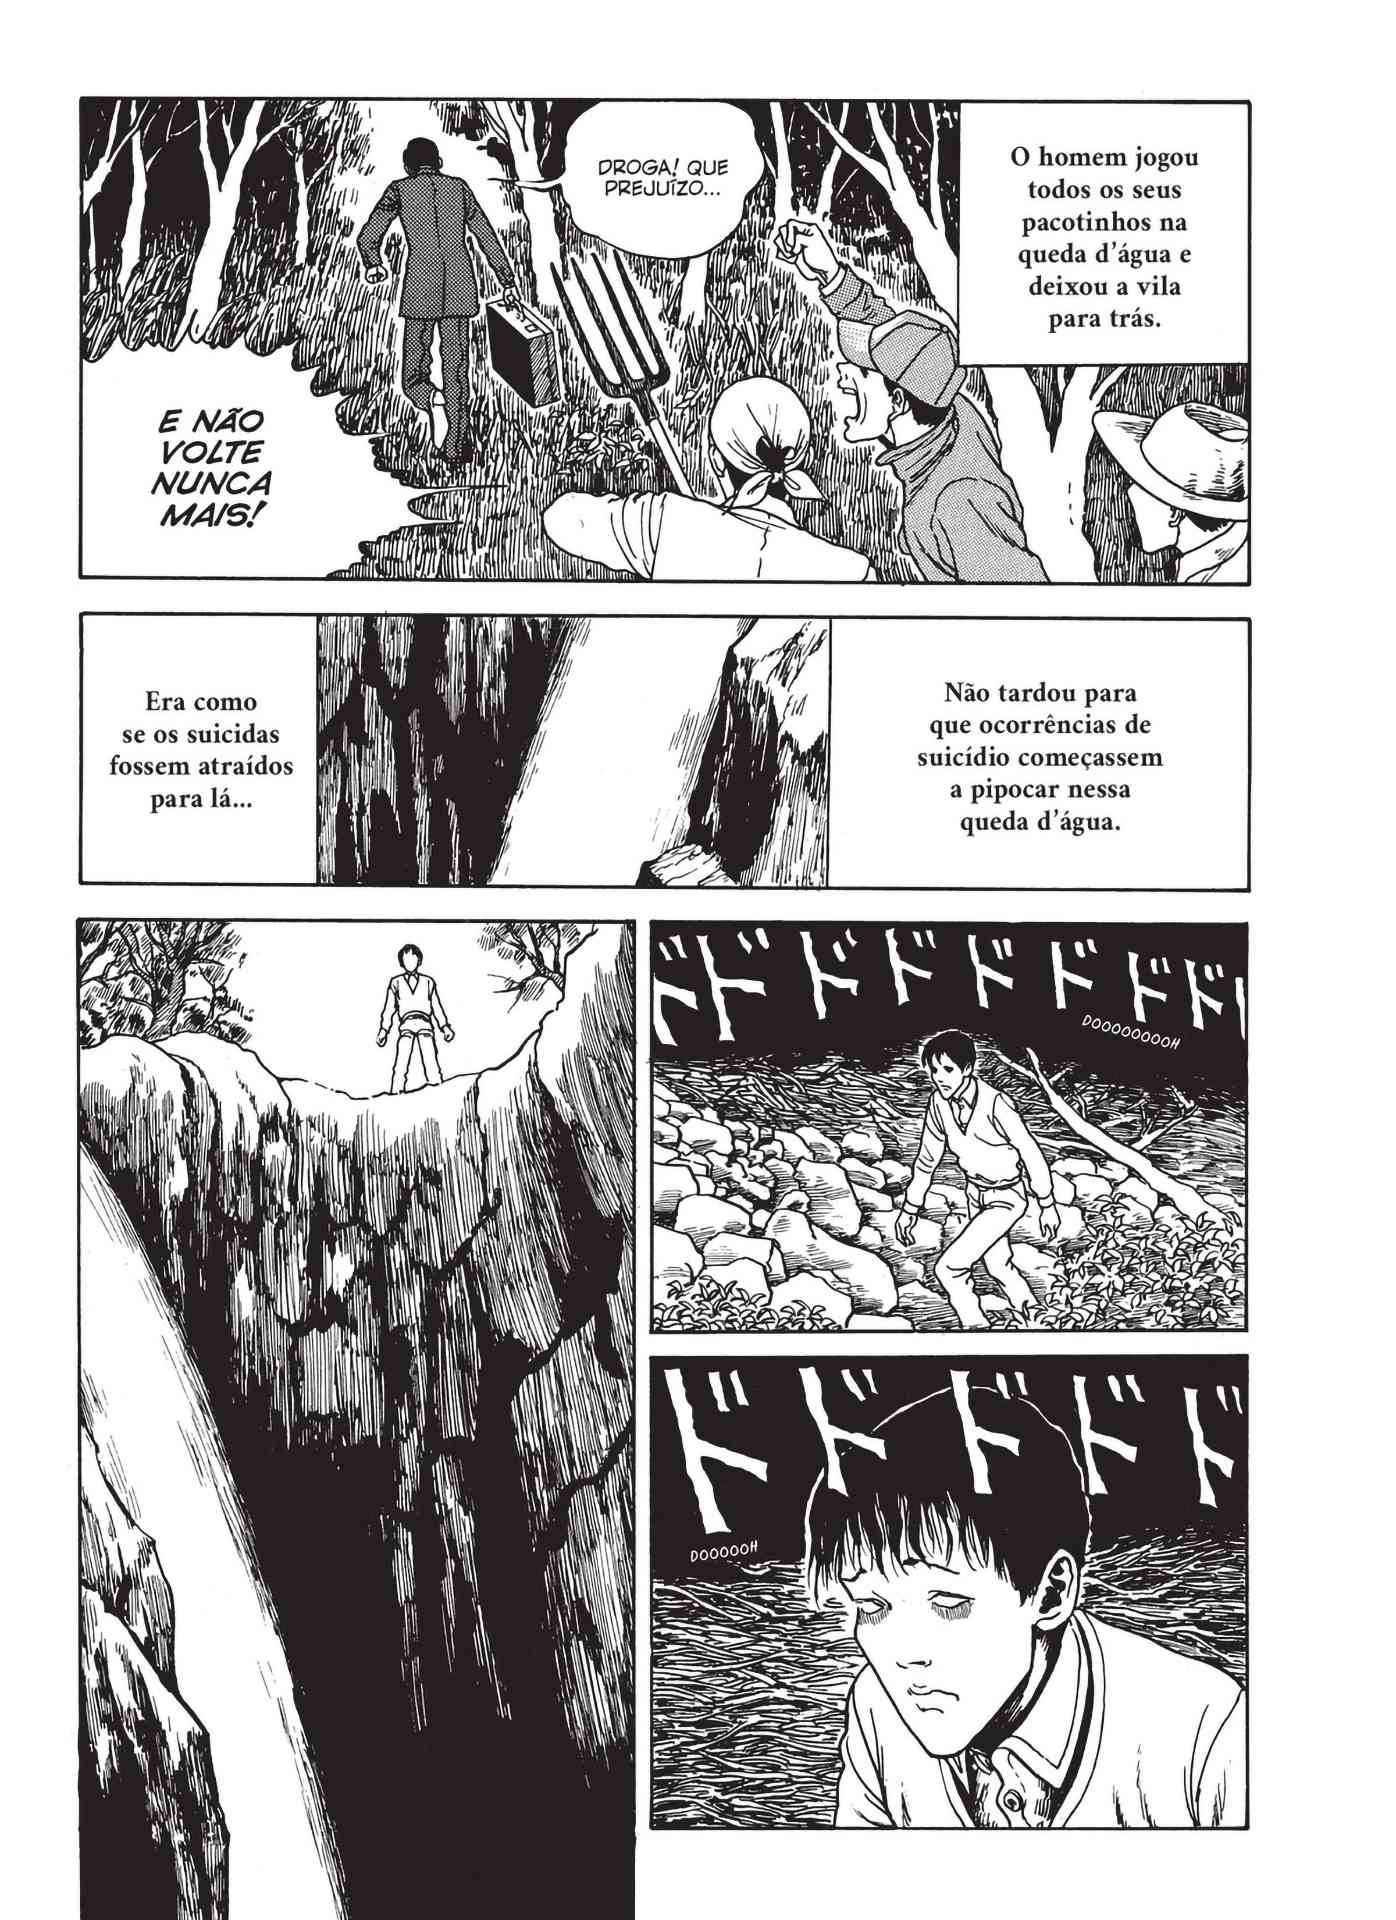 O homem jogou
todos os seus
pacotinhos na
queda d'água e
deixou a vila
para trás.
DROGA! QUE
PREJUÍZO...
E NÃO
VOLTE
NUNCA
MAIS!
Não tardou para
que ocorrências de
suicídio começassem
a pipocar nessa
queda d'água.
Era como
se os suicidas
fossem atraídos
para lá...
ドドドドドドドド
DOOOOOOOOH
ドドドドド
DOOOOOH